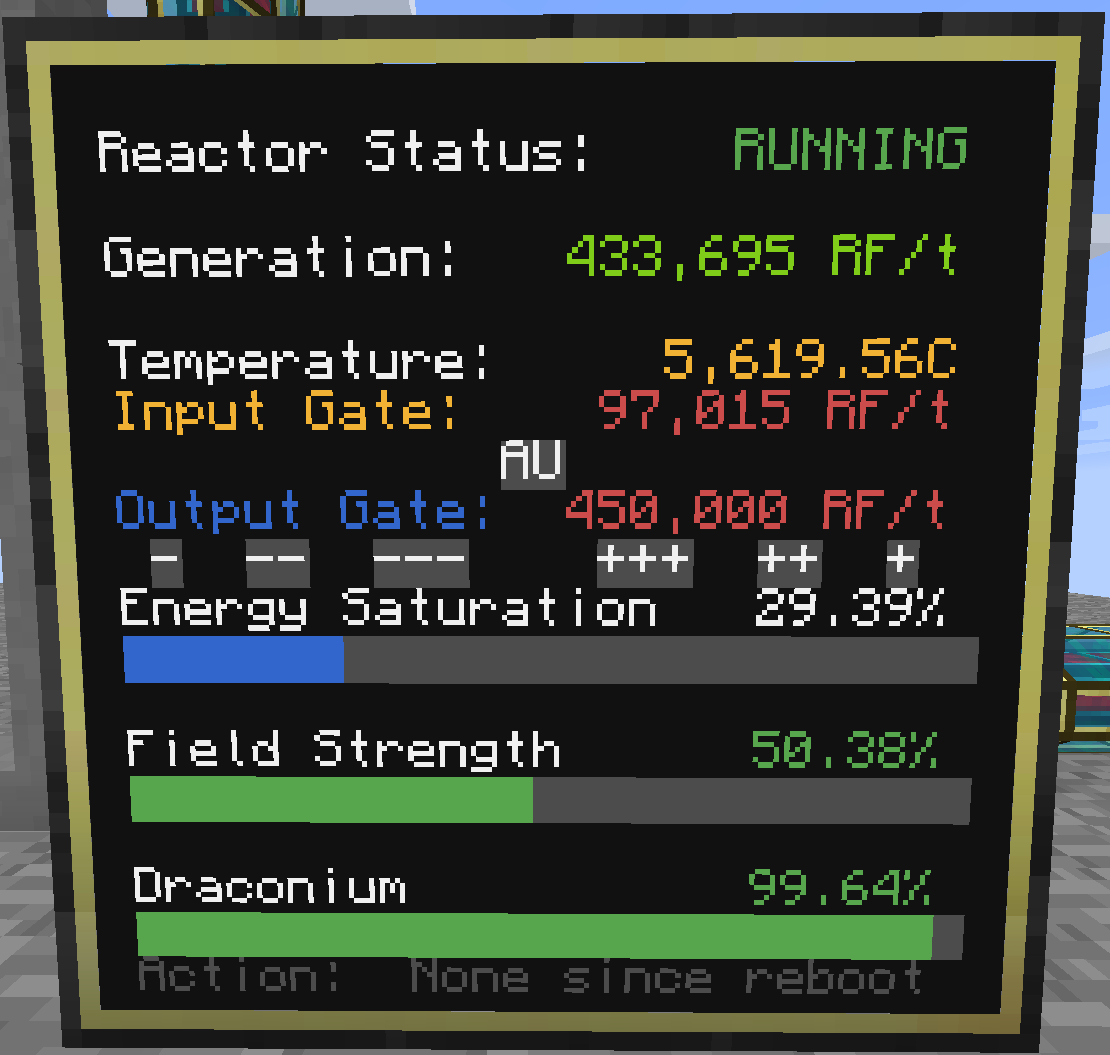 Reactor Status: RUNNING
Generation: 433,695 RF/t
Temperature: 5,619.56C
Input Gate: 97,015 RF/t
AU
Output Gate: 450,000 RF/t
- -- --- +++ ++ +
Energy Saturation 29.39%
Field Strength 50.38%
Draconium 99.64%
Action: None since reboot